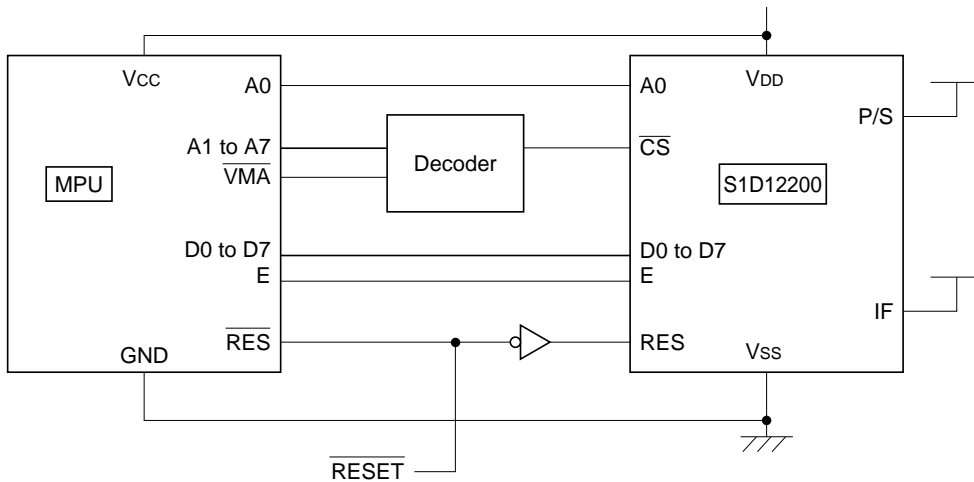 VCC
A0
A1 to A7
VMA
MPU
D0 to D7
E
RES
GND
Decoder
RESET
VDD
A0
P/S
CS
S1D12200
D0 to D7
E
IF
RES
VSS